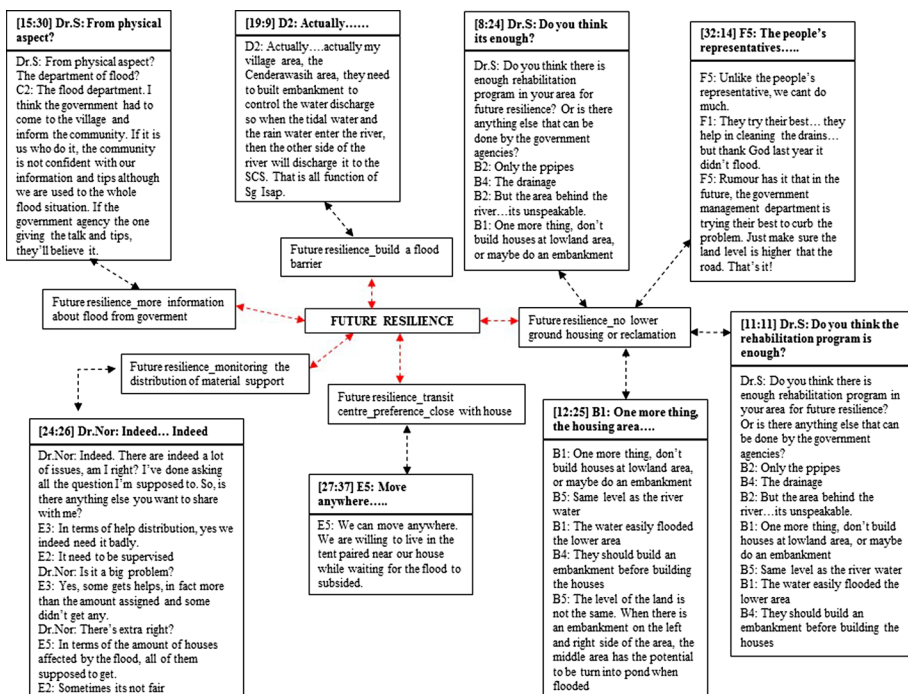 [15:30] Dr.S: From physical
aspect?
Dr.S: From physical aspect?
The department of flood?
C2: The flood department. I
think the government had to
come to the village and
inform the community. If it is
us who do it, the community
is not confident with our
information and tips although
we are used to the whole
flood situation. If the
government agency the one
giving the talk and tips,
they'll believe it.
[19:9] D2: Actually……
D2: Actually….actually my
village area, the
Cenderawasih area, they need
to built embankment to
control the water discharge
so when the tidal water and
the rain water enter the river,
then the other side of the
river will discharge it to the
SCS. That is all function of
Sg Isap.
[8:24] Dr.S: Do you think
its enough?
Dr.S: Do you think there is
enough rehabilitation
program in your area for
future resilience? Or is there
anything else that can be
done by the government
agencies?
B2: Only the ppipes
B4: The drainage
B2: But the area behind the
river…its unspeakable.
B1: One more thing, don't
build houses at lowland area,
or maybe do an embankment
[32:14] F5: The people's
representatives…..
F5: Unlike the people's
representative, we cant do
much.
F1: They try their best… they
help in cleaning the drains…
but thank God last year it
didn't flood.
F5: Rumour has it that in the
future, the government
management department is
trying their best to curb the
problem. Just make sure the
land level is higher that the
road. That's it!
Future resilience_build a flood
barrier
Future resilience_more information
about flood from goverment
FUTURE RESILIENCE
Future resilience_no lower
ground housing or reclamation
Future resilience_monitoring the
distribution of material support
Future resilience_transit
centre_preference_close with house
[24:26] Dr.Nor: Indeed… Indeed
Dr.Nor: Indeed. There are indeed a lot
of issues, am I right? I've done asking
all the question I'm supposed to. So, is
there anything else you want to share
with me?
E3: In terms of help distribution, yes we
indeed need it badly.
E2: It need to be supervised
Dr.Nor: Is it a big problem?
E3: Yes, some gets helps, in fact more
than the amount assigned and some
didn't get any.
Dr.Nor: There's extra right?
E5: In terms of the amount of houses
affected by the flood, all of them
supposed to get.
E2: Sometimes its not fair
[27:37] E5: Move
anywhere…..
E5: We can move anywhere.
We are willing to live in the
tent paired near our house
while waiting for the flood to
subsided.
[12:25] B1: One more thing,
the housing area….
B1: One more thing, don't
build houses at lowland area,
or maybe do an embankment
B5: Same level as the river
water
B1: The water easily flooded
the lower area
B4: They should build an
embankment before building
the houses
B5: The level of the land is
not the same. When there is
an embankment on the left
and right side of the area, the
middle area has the potential
to be turn into pond when
flooded
[11:11] Dr.S: Do you think the
rehabilitation program is
enough?
Dr.S: Do you think there is
enough rehabilitation program in
your area for future resilience?
Or is there anything else that can
be done by the government
agencies?
B2: Only the ppipes
B4: The drainage
B2: But the area behind the
river…its unspeakable.
B1: One more thing, don't build
houses at lowland area, or maybe
do an embankment
B5: Same level as the river water
B1: The water easily flooded the
lower area
B4: They should build an
embankment before building the
houses